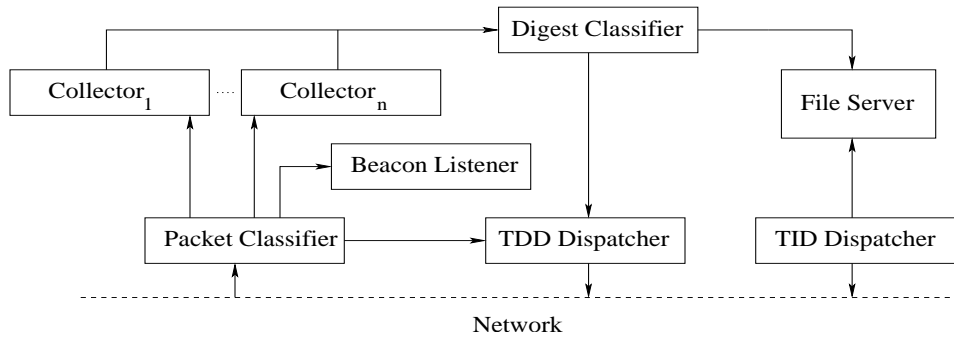 Digest Classifier
Collector1 ..... Collectorn
File Server
Beacon Listener
Packet Classifier
TDD Dispatcher
TID Dispatcher
Network